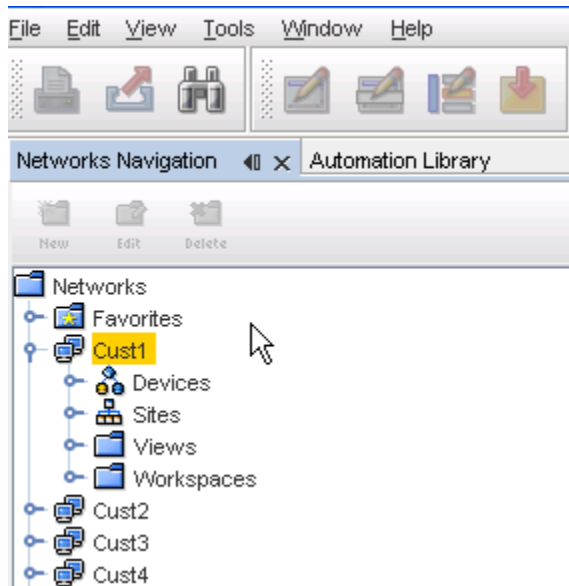 File Edit View Tools Window Help
Networks Navigation Automation Library
New Edit Delete
Networks
Favorites
Cust1
Devices
Sites
Views
Workspaces
Cust2
Cust3
Cust4